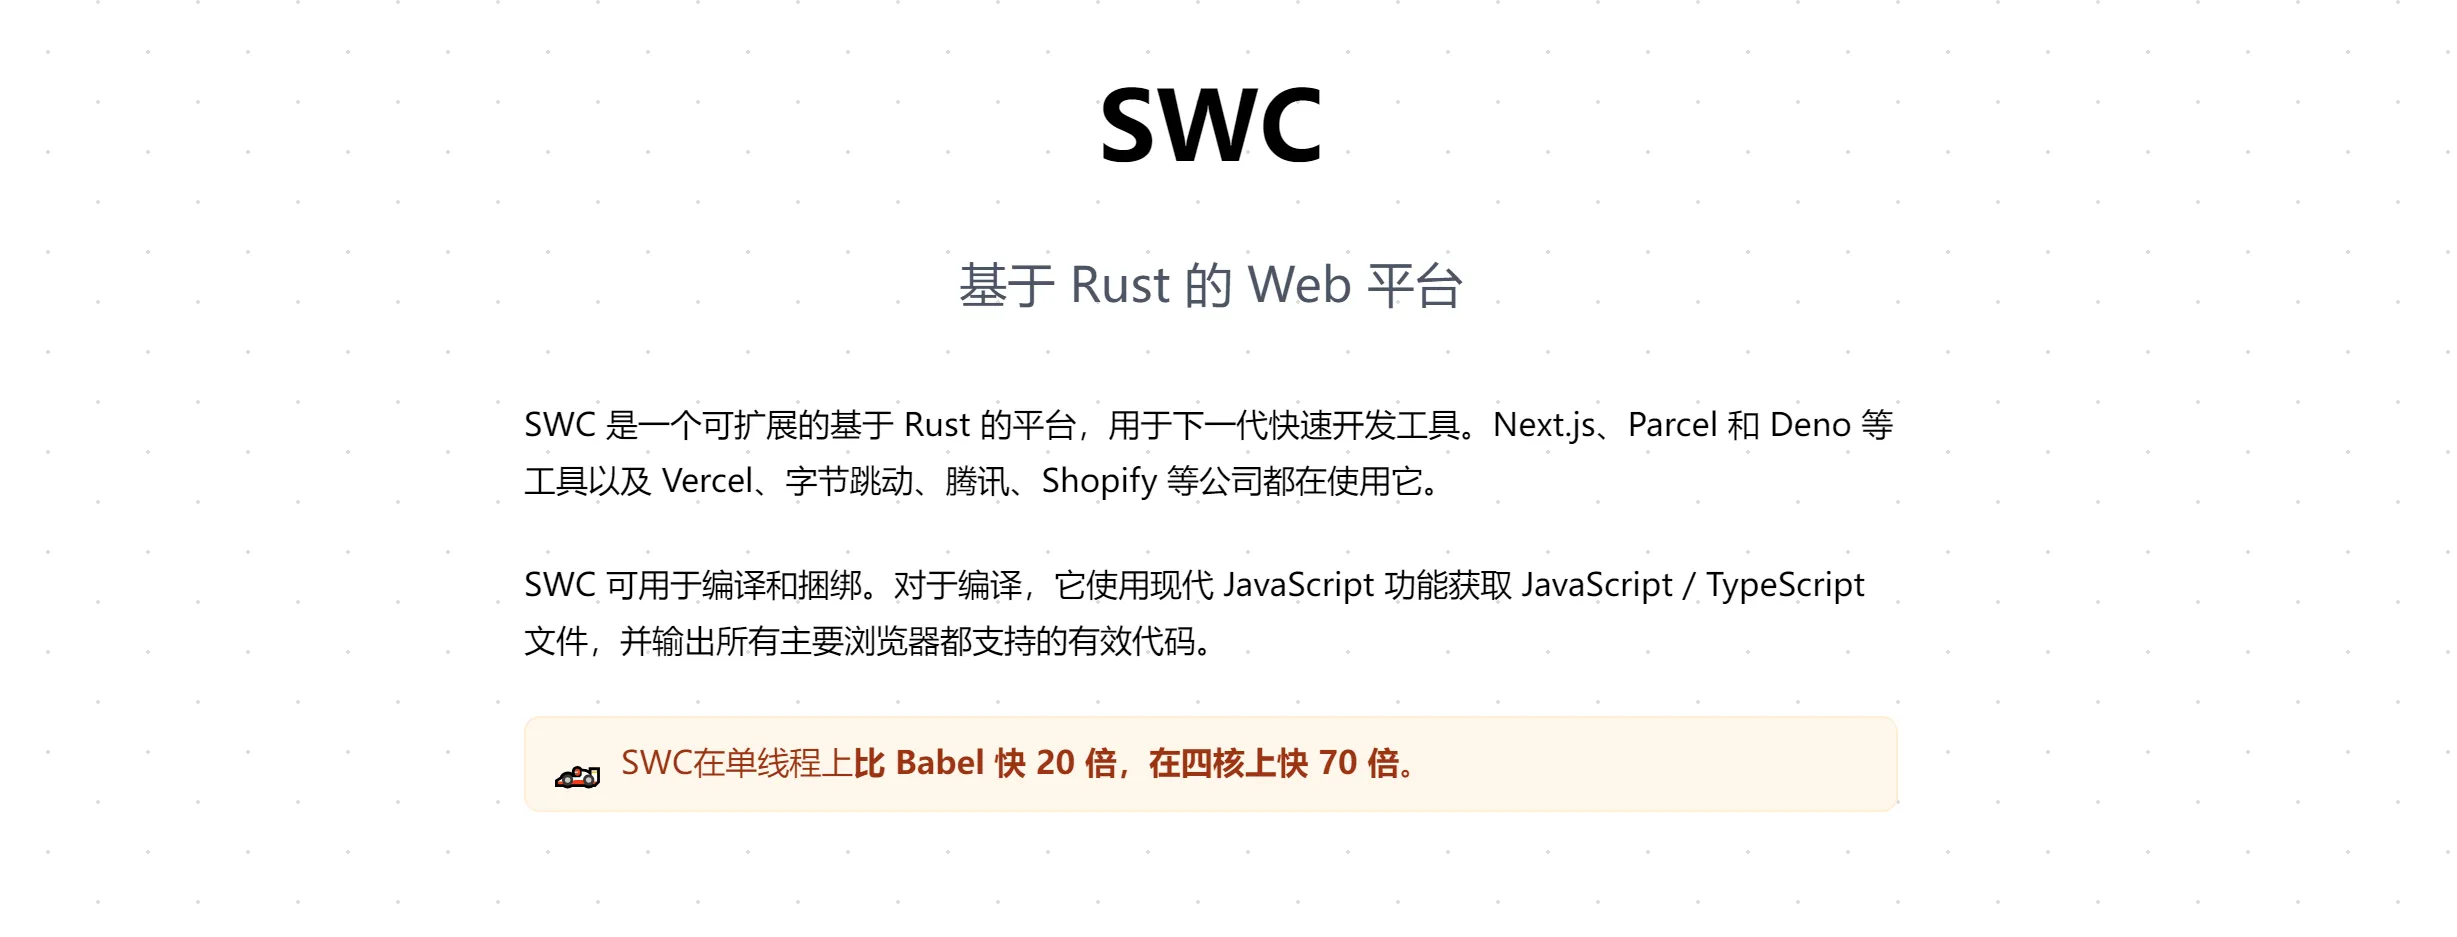 SWC
基于 Rust 的 Web 平台
SWC 是一个可扩展的基于 Rust 的平台，用于下一代快速开发工具。Next.js、Parcel 和 Deno 等
工具以及 Vercel、字节跳动、腾讯、Shopify 等公司都在使用它。
SWC 可用于编译和捆绑。对于编译，它使用现代 JavaScript 功能获取 JavaScript / TypeScript
文件，并输出所有主要浏览器都支持的有效代码。
SWC在单线程上比 Babel 快 20 倍，在四核上快 70 倍。